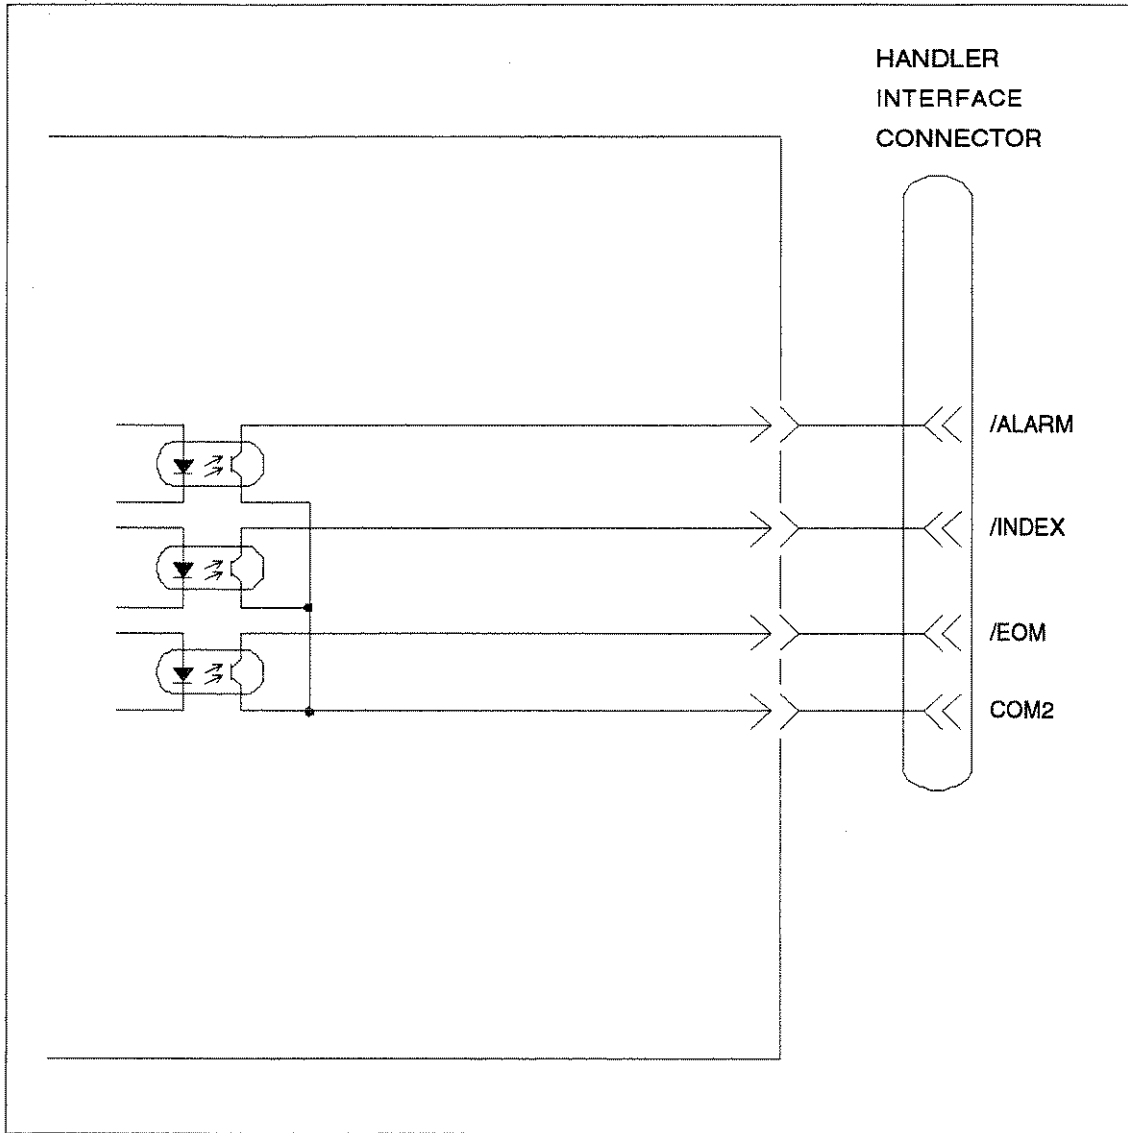 HANDLER
INTERFACE
CONNECTOR
/ALARM
/INDEX
/EOM
COM2